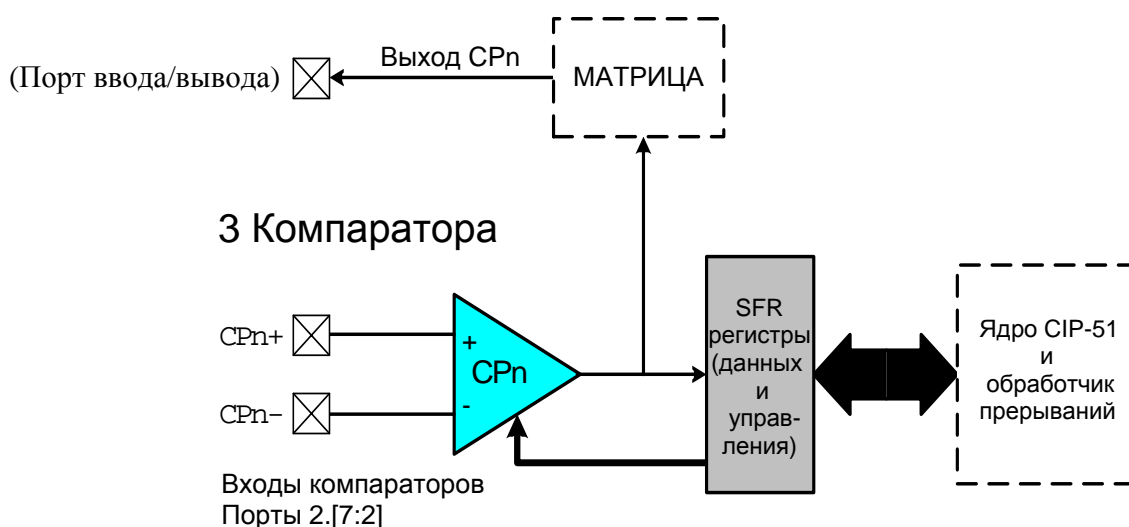 (Порт ввода/вывода)
Выход CPn
МАТРИЦА
3 Компаратора
CPn+
CPn-
+
CPn
-
SFR
регистры
(данных
и
управ-
ления)
Ядро CIP-51
и
обработчик
прерываний
Входы компараторов
Порты 2.[7:2]